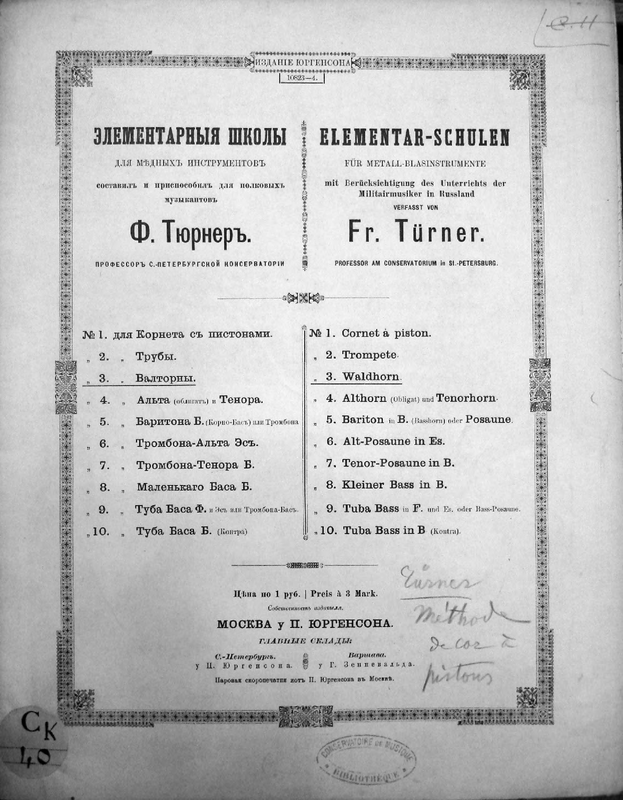 C. 11
ИЗДАНІЕ ЮРГЕНСОНА
10823—4.
ЭЛЕМЕНТАРНЫЯ ШКОЛЫ
ДЛЯ МѢДНЫХЪ ИНСТРУМЕНТОВЪ
СОСТАВИЛЪ И ПРИСПОСОБИЛЪ ДЛЯ ПОЛКОВЫХЪ
МУЗЫКАНТОВЪ
Ф. Тюрнеръ.
ПРОФЕССОРЪ С.-ПЕТЕРБУРГСКОЙ КОНСЕРВАТОРІИ
ELEMENTAR-SCHULEN
FÜR METALL-BLASINSTRUMENTE
mit Berücksichtigung des Unterrichts der
Militairmusiker in Russland
VERFASST VON
Fr. Türner.
PROFESSOR AM CONSERVATORIUM in St.-PETERSBURG.
№ 1. для Корнета съ пистонами.
„ 2. „ Трубы.
„ 3. „ Валторны.
„ 4. „ Альта (облигатъ) и Тенора.
„ 5. „ Баритона Б. (Корно-Басъ) или Тромбона
„ 6. „ Тромбона-Альта Эсъ.
„ 7. „ Тромбона-Тенора Б.
„ 8. „ Маленькаго Баса Б.
„ 9. „ Туба Баса Ф. и Эсъ или Тромбона-Басъ.
„ 10. „ Туба Баса Б. (Контра)
№ 1. Cornet à piston.
„ 2. Trompete.
„ 3. Waldhorn.
„ 4. Althorn (Obligat) und Tenorhorn.
„ 5. Bariton in B. (Basshorn) oder Posaune.
„ 6. Alt-Posaune in Es.
„ 7. Tenor-Posaune in B.
„ 8. Kleiner Bass in B.
„ 9. Tuba Bass in F. und Es. oder Bass-Posaune.
„ 10. Tuba Bass in B (Kontra).
Цѣна по 1 руб. | Preis à 3 Mark.
Собственность издателя.
МОСКВА у П. ЮРГЕНСОНА.
ГЛАВНЫЕ СКЛАДЫ:
С.-Петербургъ.
у І. Юргенсона.
Варшава.
у Г. Зенневальда.
Паровая скоропечатня нотъ П. Юргенсона въ Москвѣ.
Türner
Méthode
de cor à
pistons
СК
40
CONSERVATOIRE DE MUSIQUE
BIBLIOTHÈQUE